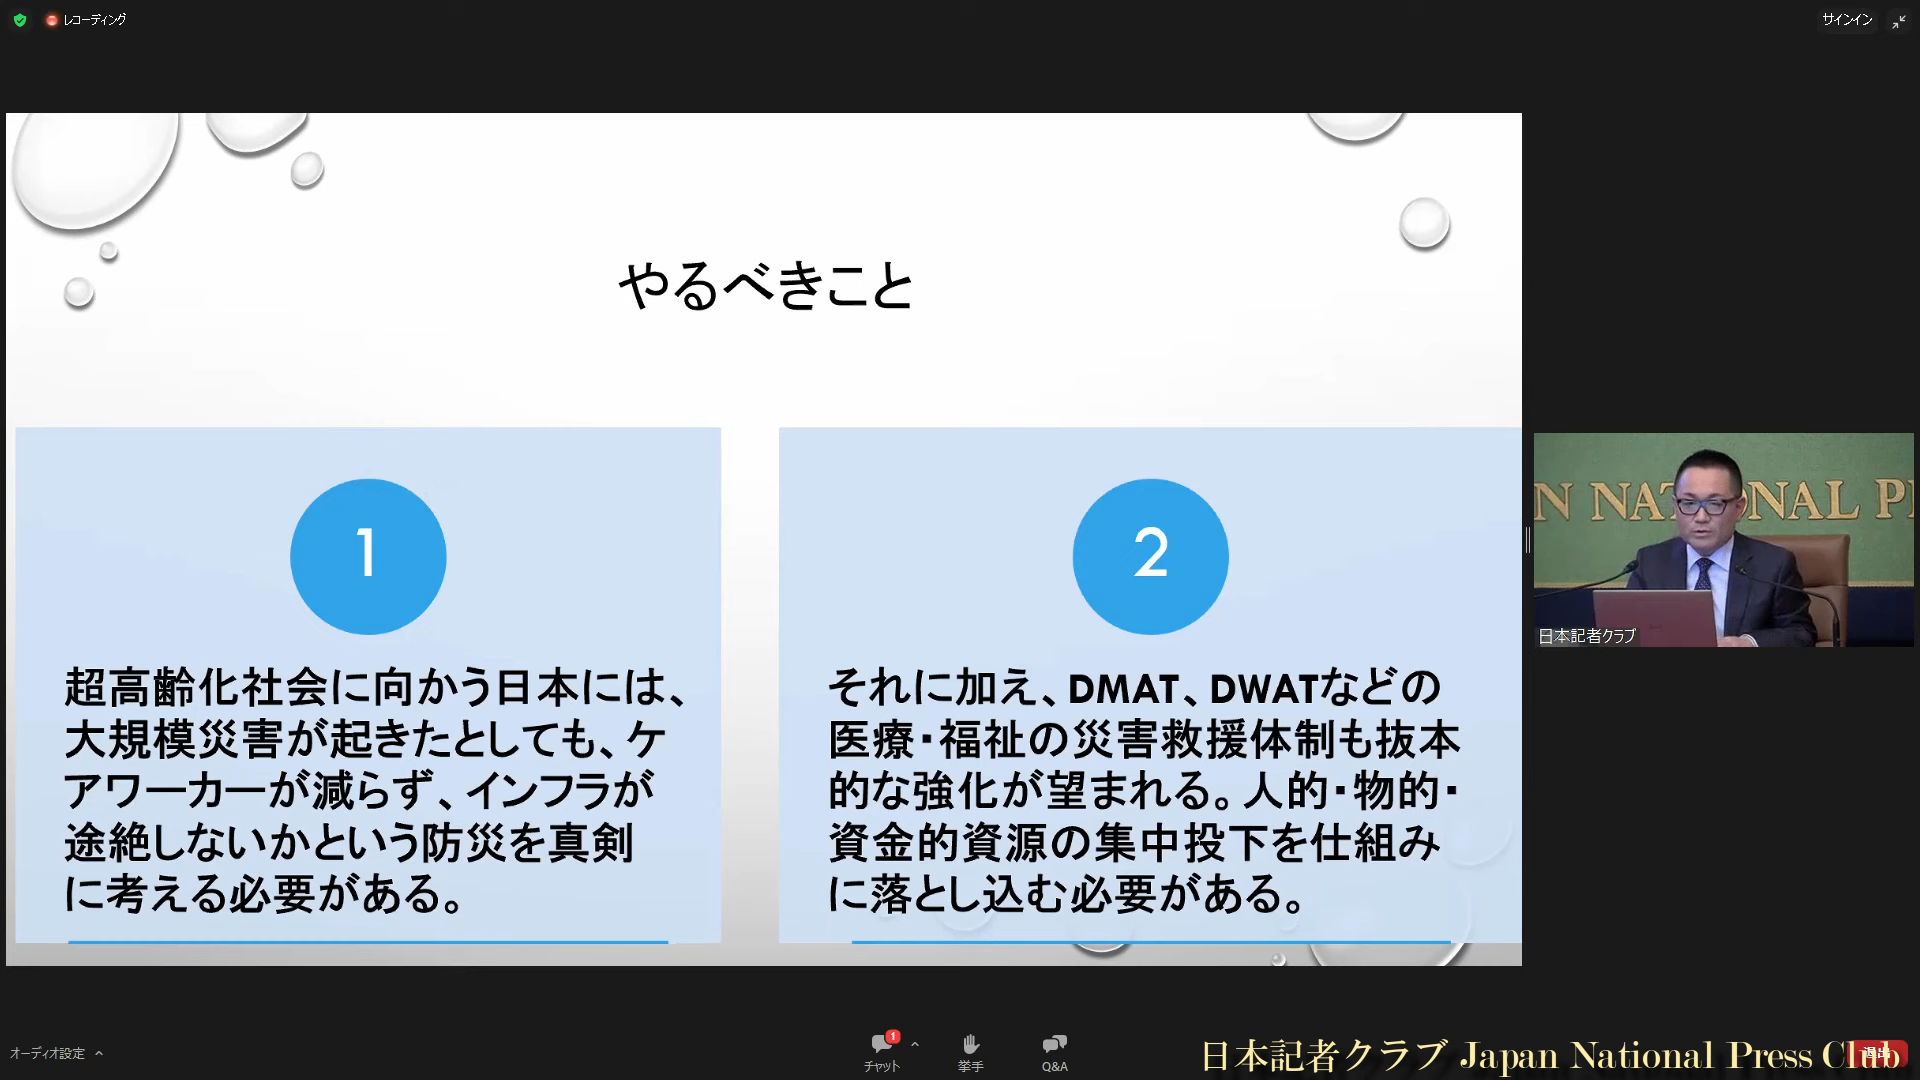 レコーディング
サインイン
やるべきこと
1
超高齢化社会に向かう日本には、
大規模災害が起きたとしても、ケ
アワーカーが減らず、インフラが
途絶しないかという防災を真剣
に考える必要がある。
2
それに加え、DMAT、DWATなどの
医療・福祉の災害救援体制も抜本
的な強化が望まれる。人的・物的・
資金的資源の集中投下を仕組み
に落とし込む必要がある。
N NATIONAL P
日本記者クラブ
オーディオ設定
1
チャット
挙手
Q&A
日本記者クラブ Japan National Press Club
退出